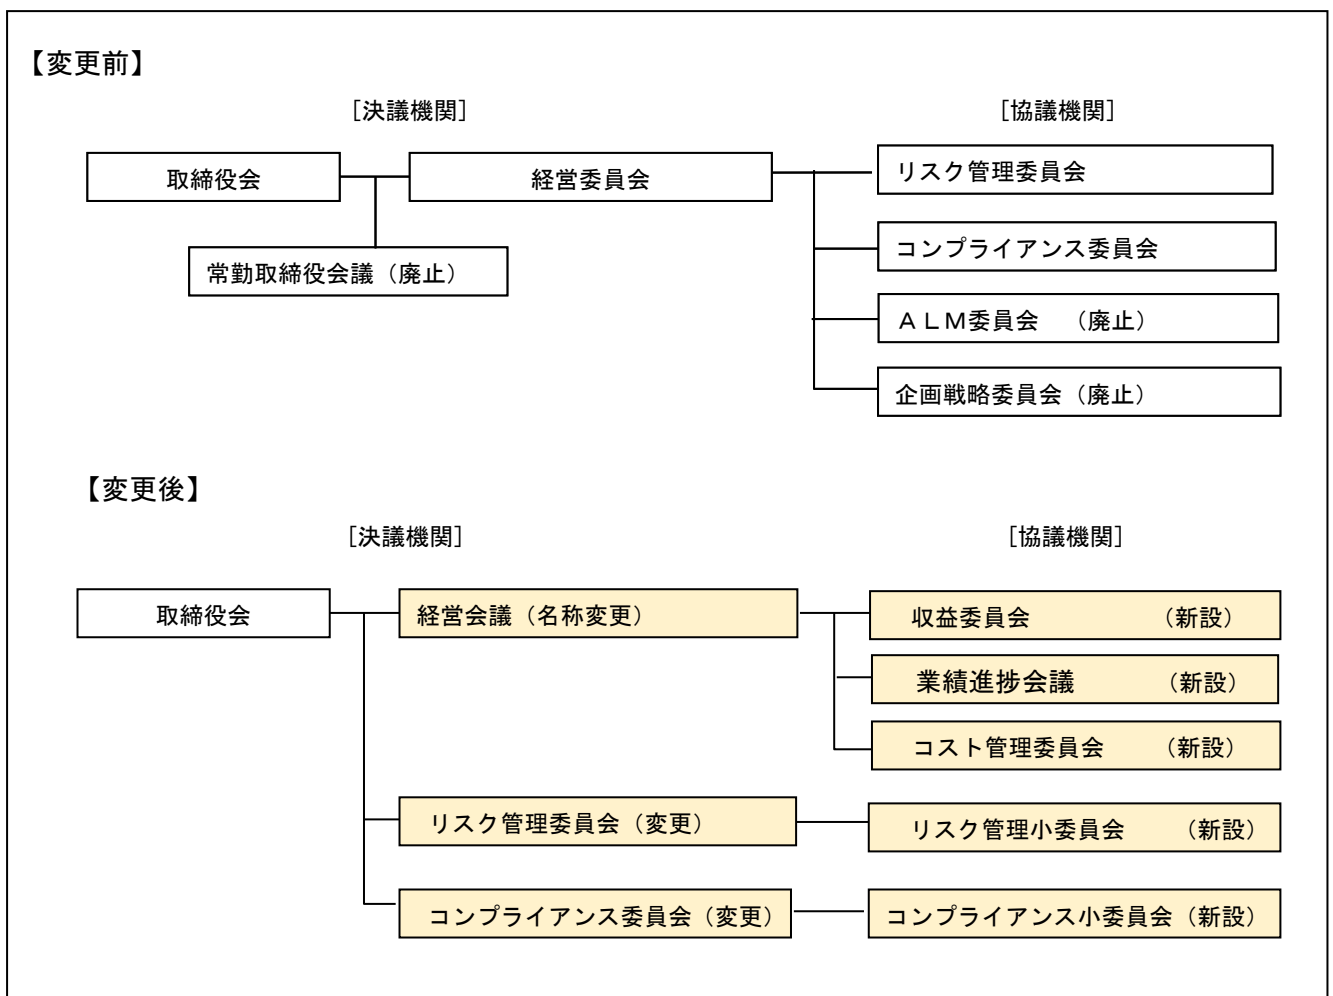 【変更前】
［決議機関］ ［協議機関］
取締役会 経営委員会 リスク管理委員会
コンプライアンス委員会
常勤取締役会議（廃止）
ＡＬＭ委員会 （廃止）
企画戦略委員会（廃止）
【変更後】
［決議機関］ ［協議機関］
取締役会 経営会議（名称変更） 収益委員会 （新設）
業績進捗会議 （新設）
コスト管理委員会 （新設）
リスク管理委員会（変更） リスク管理小委員会 （新設）
コンプライアンス委員会（変更） コンプライアンス小委員会（新設）